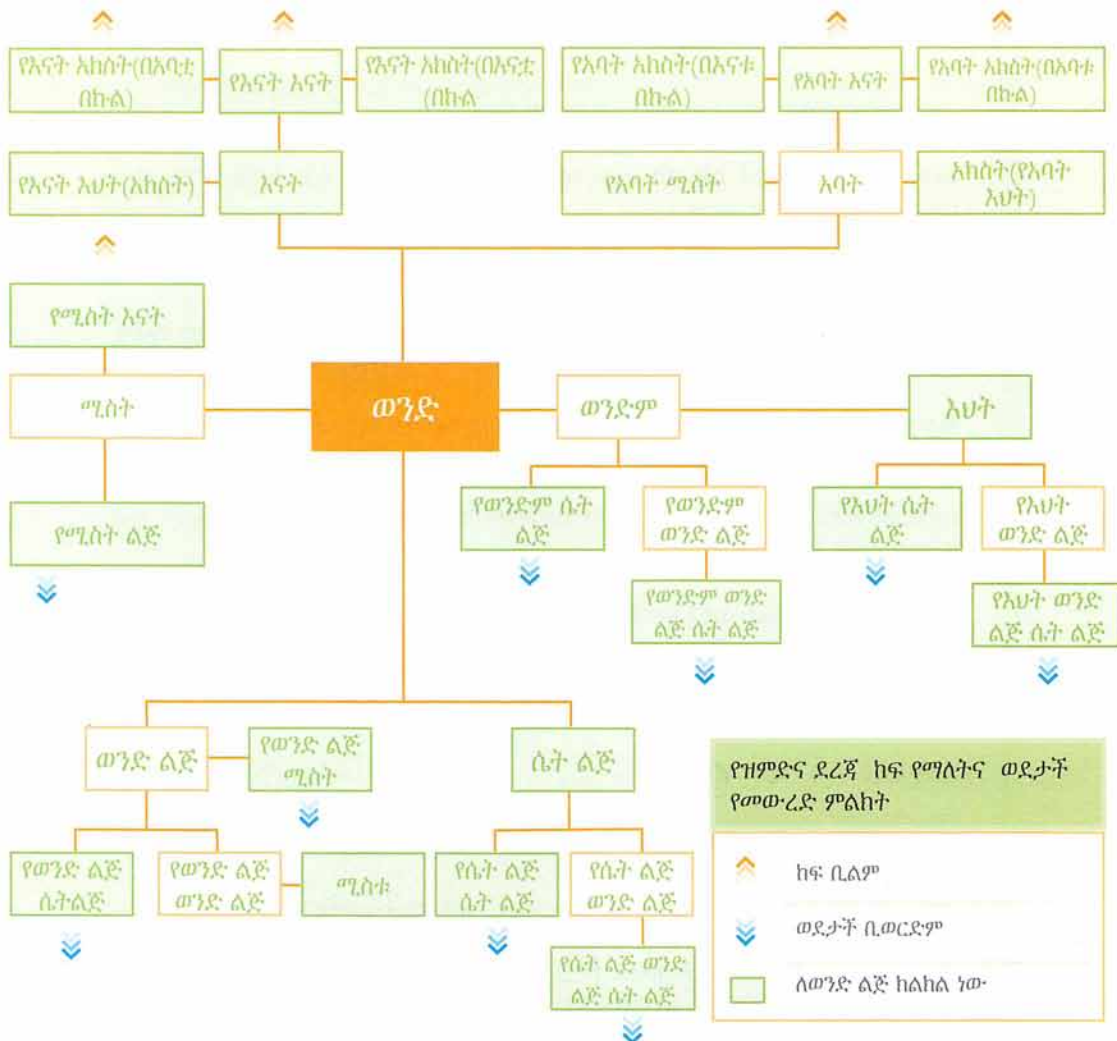 የእናት አክስት(በአባቷ
በኩል)
የእናት እናት
የእናት አክስት(በእናቷ
(በኩል
የአባት አክስት(በእናቱ
በኩል)
የአባት እናት
የአባት አክስት(በአባቱ
በኩል)
የእናት እህት(አክስት)
እናት
የአባት ሚስት
አባት
አክስት(የአባት
እህት)
የሚስት እናት
ሚስት
ወንድ
ወንድም
እህት
የሚስት ልጅ
የወንድም ሴት
ልጅ
የወንድም
ወንድ ልጅ
የእህት ሴት
ልጅ
የእህት
ወንድ ልጅ
የወንድም ወንድ
ልጅ ሴት ልጅ
የእህት ወንድ
ልጅ ሴት ልጅ
ወንድ ልጅ
የወንድ ልጅ
ሚስት
ሴት ልጅ
የወንድ ልጅ
ሴትልጅ
የወንድ ልጅ
ወንድ ልጅ
ሚስቱ
የሴት ልጅ
ሴት ልጅ
የሴት ልጅ
ወንድ ልጅ
የሴት ልጅ ወንድ
ልጅ ሴት ልጅ
የዝምድና ደረጃ ከፍ የማለትና ወደታች
የመውረድ ምልክት
ከፍ ቢልም
ወደታች ቢወርድም
ለወንድ ልጅ ክልክል ነው